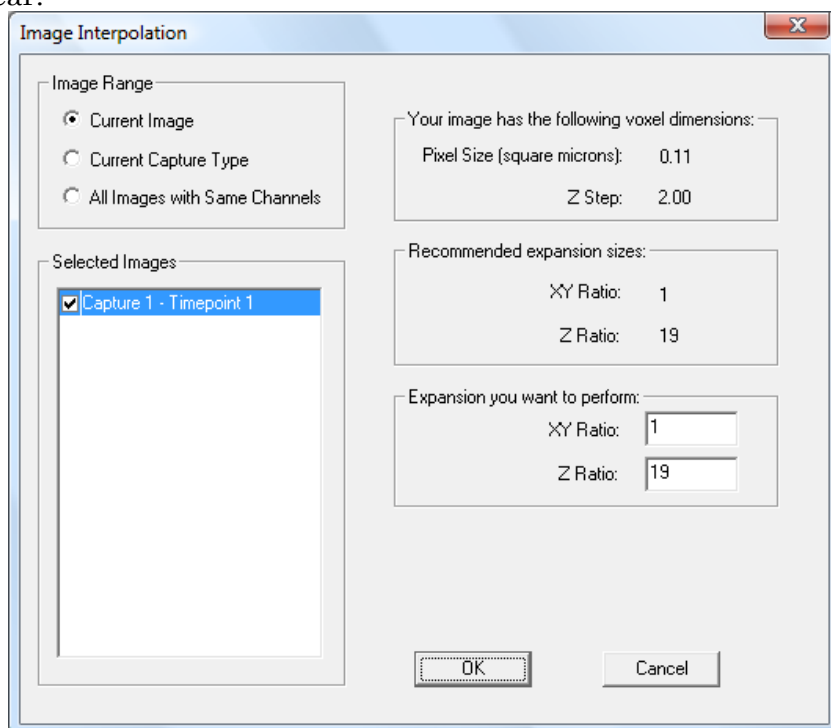 Image Interpolation
Image Range
Current Image
Current Capture Type
All Images with Same Channels
Selected Images
Capture 1 - Timepoint 1
Your image has the following voxel dimensions:
Pixel Size (square microns): 0.11
Z Step: 2.00
Recommended expansion sizes:
XY Ratio: 1
Z Ratio: 19
Expansion you want to perform:
XY Ratio: 1
Z Ratio: 19
OK Cancel